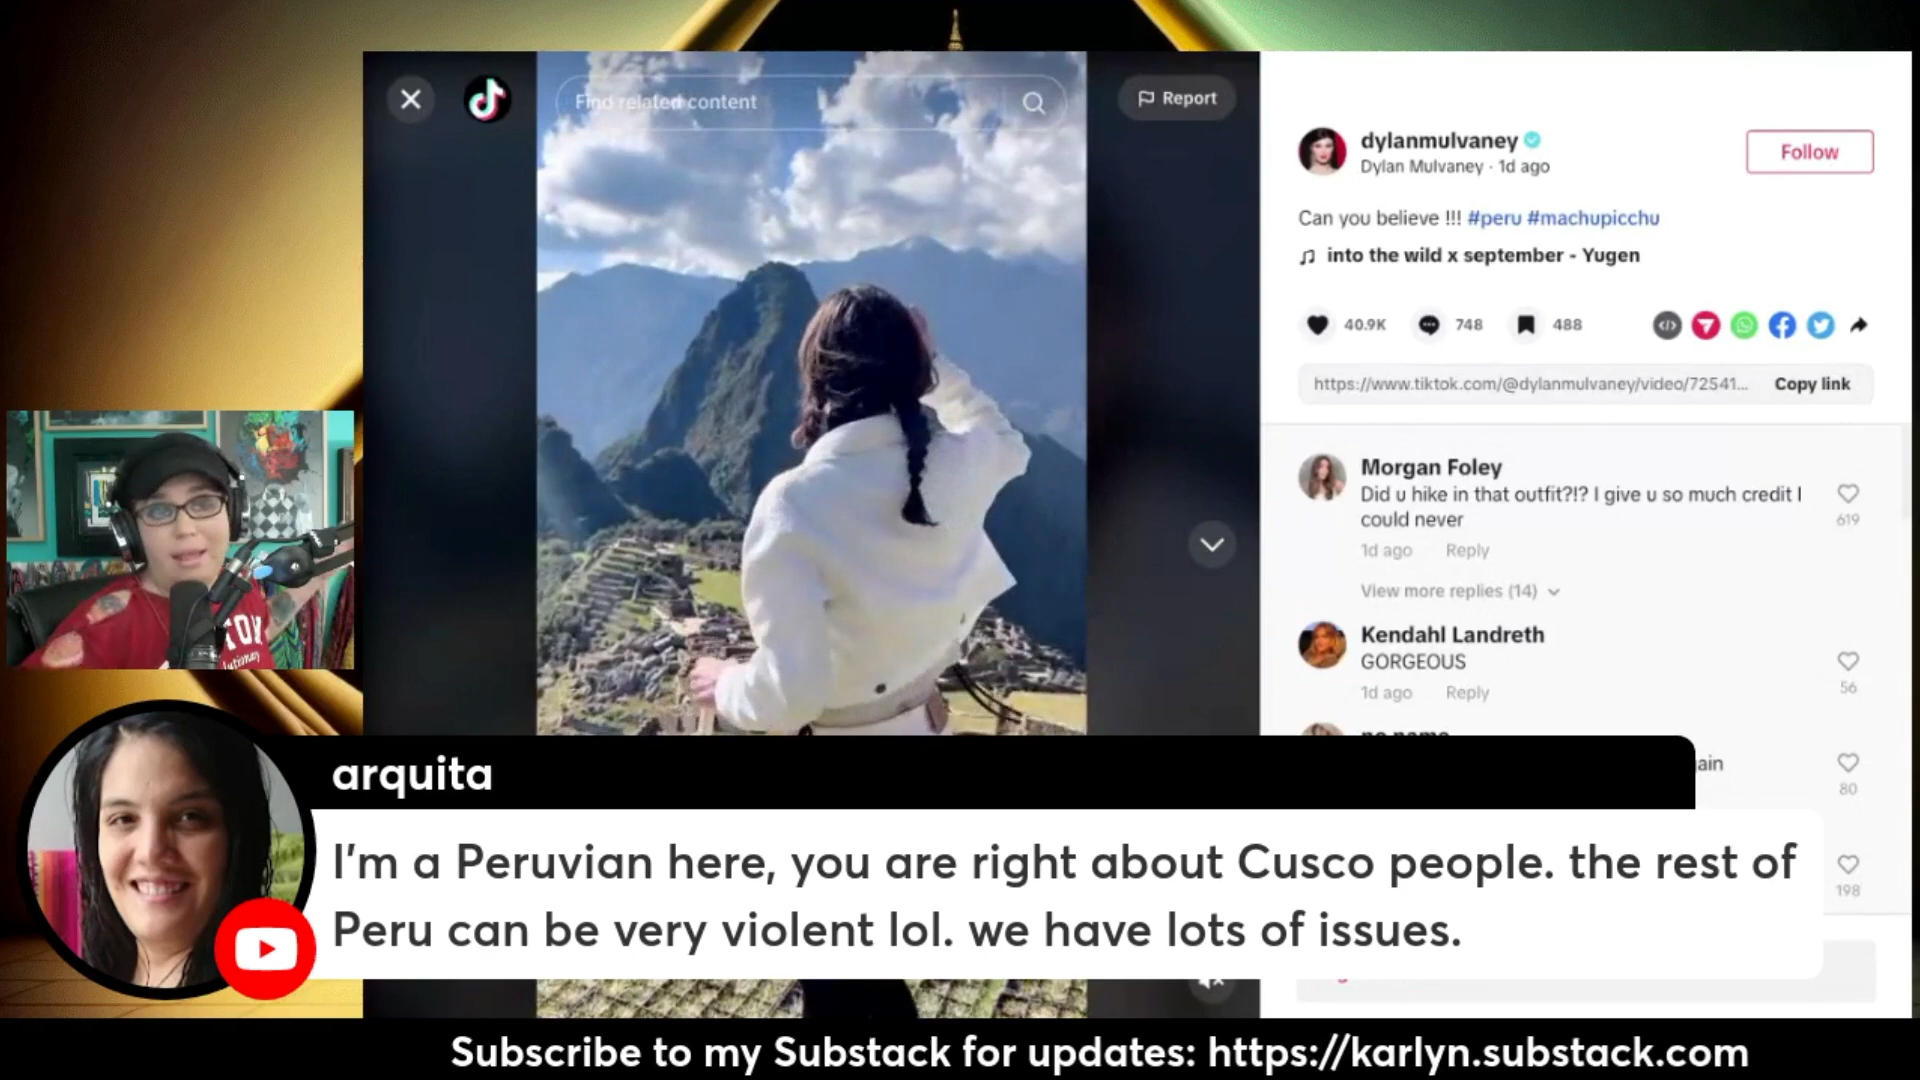 Find related content
Report
dylanmulvaney
Dylan Mulvaney · 1d ago
Follow
Can you believe !!! #peru #machupicchu
into the wild x september - Yugen
40.9K
748
488
https://www.tiktok.com/@dylanmulvaney/video/72541...
Copy link
Morgan Foley
Did u hike in that outfit?!? I give u so much credit I
could never
619
1d ago
Reply
View more replies (14)
Kendahl Landreth
GORGEOUS
56
1d ago
Reply
80
198
arquita
I'm a Peruvian here, you are right about Cusco people. the rest of
Peru can be very violent lol. we have lots of issues.
Subscribe to my Substack for updates: https://karlyn.substack.com